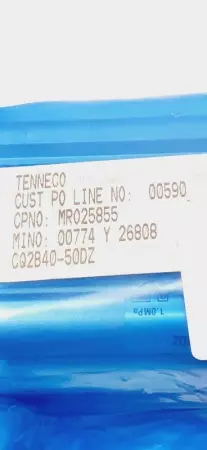 TENNECO
CUST PO LINE NO: 00590
CPNO: MR025855
MINO: 00774 Y 26808
CQ2B40-50DZ
1.0MPa